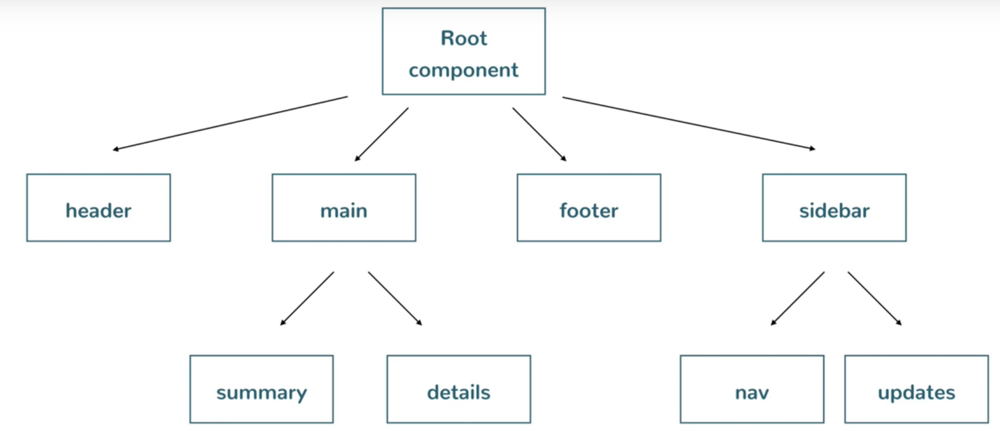 Root
component
header
main
footer
sidebar
summary
details
nav
updates